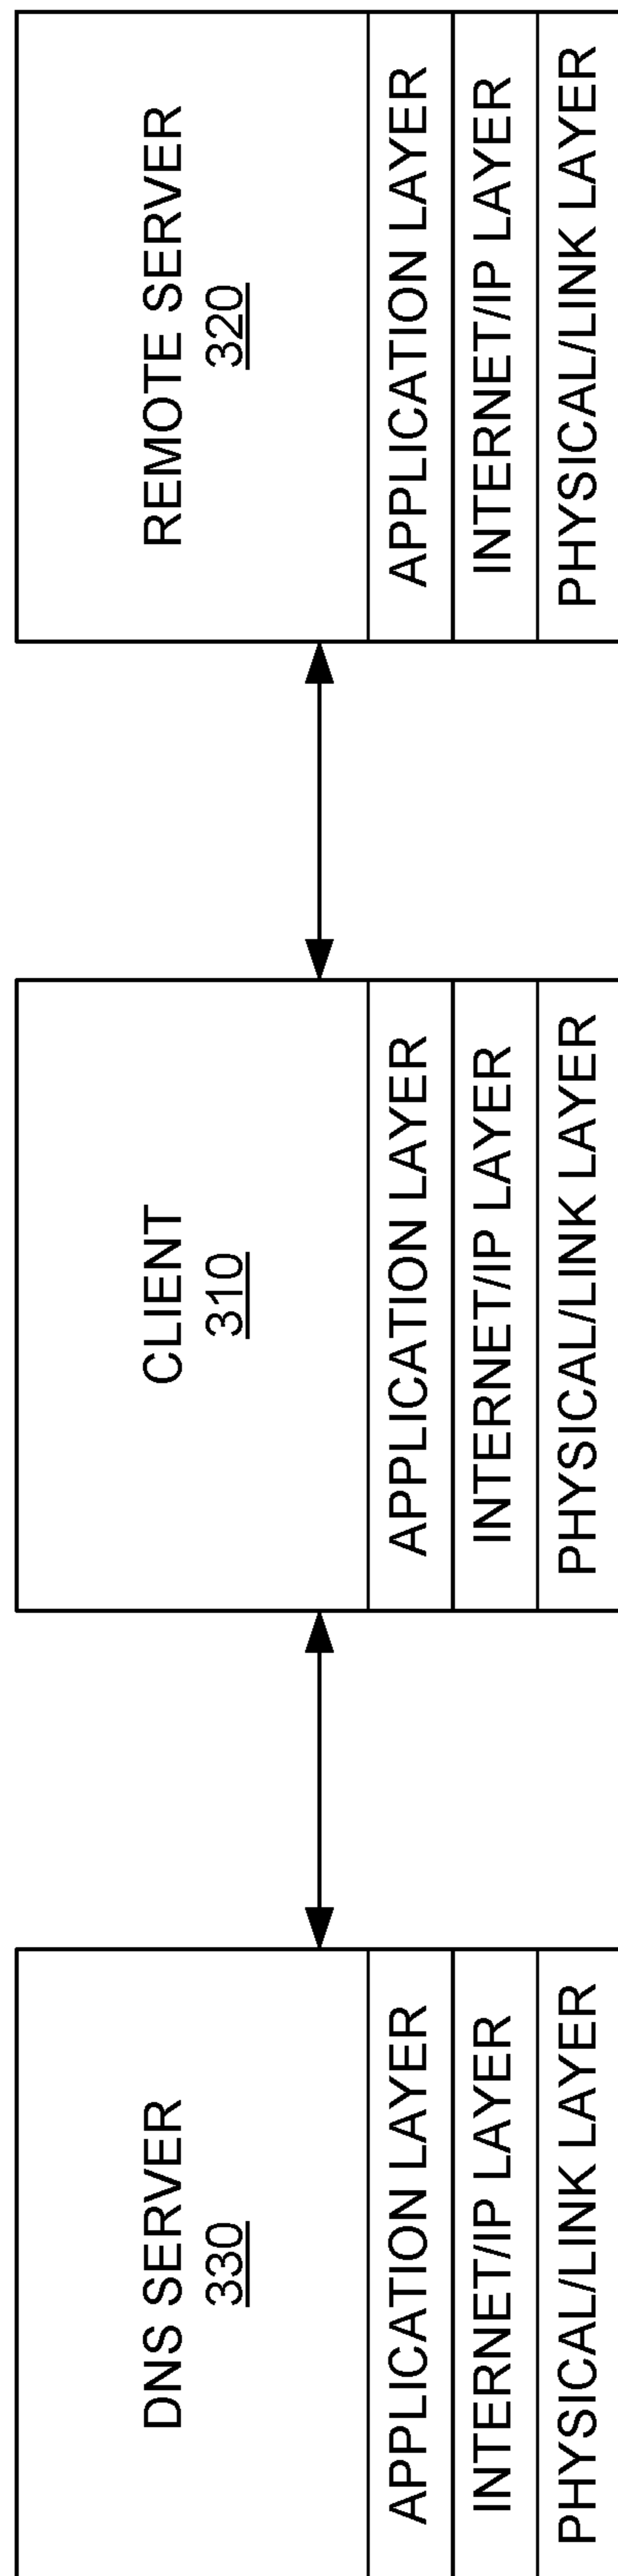 DNS SERVER
330
APPLICATION LAYER
INTERNET/IP LAYER
PHYSICAL/LINK LAYER
CLIENT
310
APPLICATION LAYER
INTERNET/IP LAYER
PHYSICAL/LINK LAYER
REMOTE SERVER
320
APPLICATION LAYER
INTERNET/IP LAYER
PHYSICAL/LINK LAYER